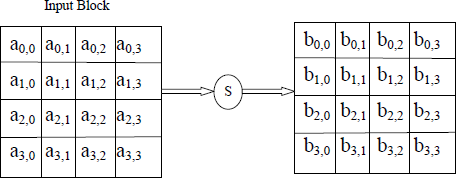 Input Block
a0,0 a0,1 a0,2 a0,3
a1,0 a1,1 a1,2 a1,3
a2,0 a2,1 a2,2 a2,3
a3,0 a3,1 a3,2 a3,3
S
b0,0 b0,1 b0,2 b0,3
b1,0 b1,1 b1,2 b1,3
b2,0 b2,1 b2,2 b2,3
b3,0 b3,1 b3,2 b3,3